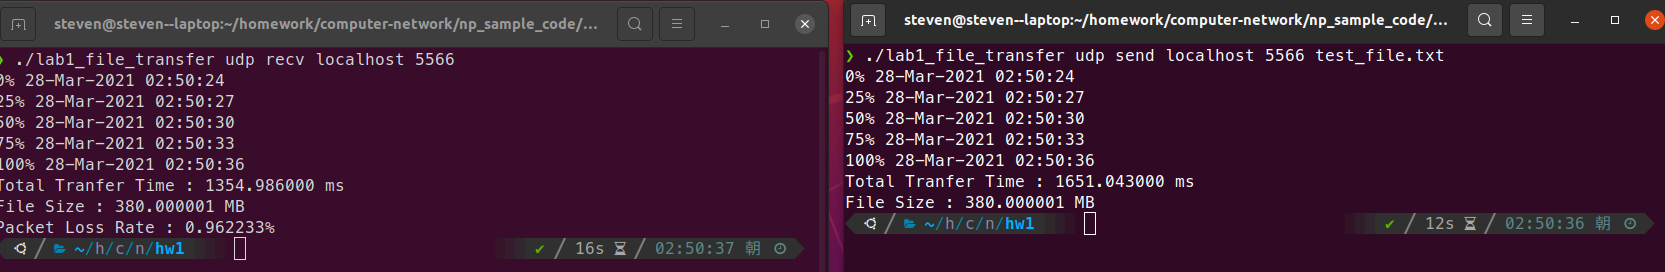 steven@steven--laptop:~/homework/computer-network/np_sample_code/...
❯ ./lab1_file_transfer udp recv localhost 5566
0% 28-Mar-2021 02:50:24
25% 28-Mar-2021 02:50:27
50% 28-Mar-2021 02:50:30
75% 28-Mar-2021 02:50:33
100% 28-Mar-2021 02:50:36
Total Tranfer Time : 1354.986000 ms
File Size : 380.000001 MB
Packet Loss Rate : 0.962233%
~/h/c/n/hw1 ✔ 16s 02:50:37 朝
steven@steven--laptop:~/homework/computer-network/np_sample_code/...
❯ ./lab1_file_transfer udp send localhost 5566 test_file.txt
0% 28-Mar-2021 02:50:24
25% 28-Mar-2021 02:50:27
50% 28-Mar-2021 02:50:30
75% 28-Mar-2021 02:50:33
100% 28-Mar-2021 02:50:36
Total Tranfer Time : 1651.043000 ms
File Size : 380.000001 MB
~/h/c/n/hw1 ✔ 12s 02:50:36 朝